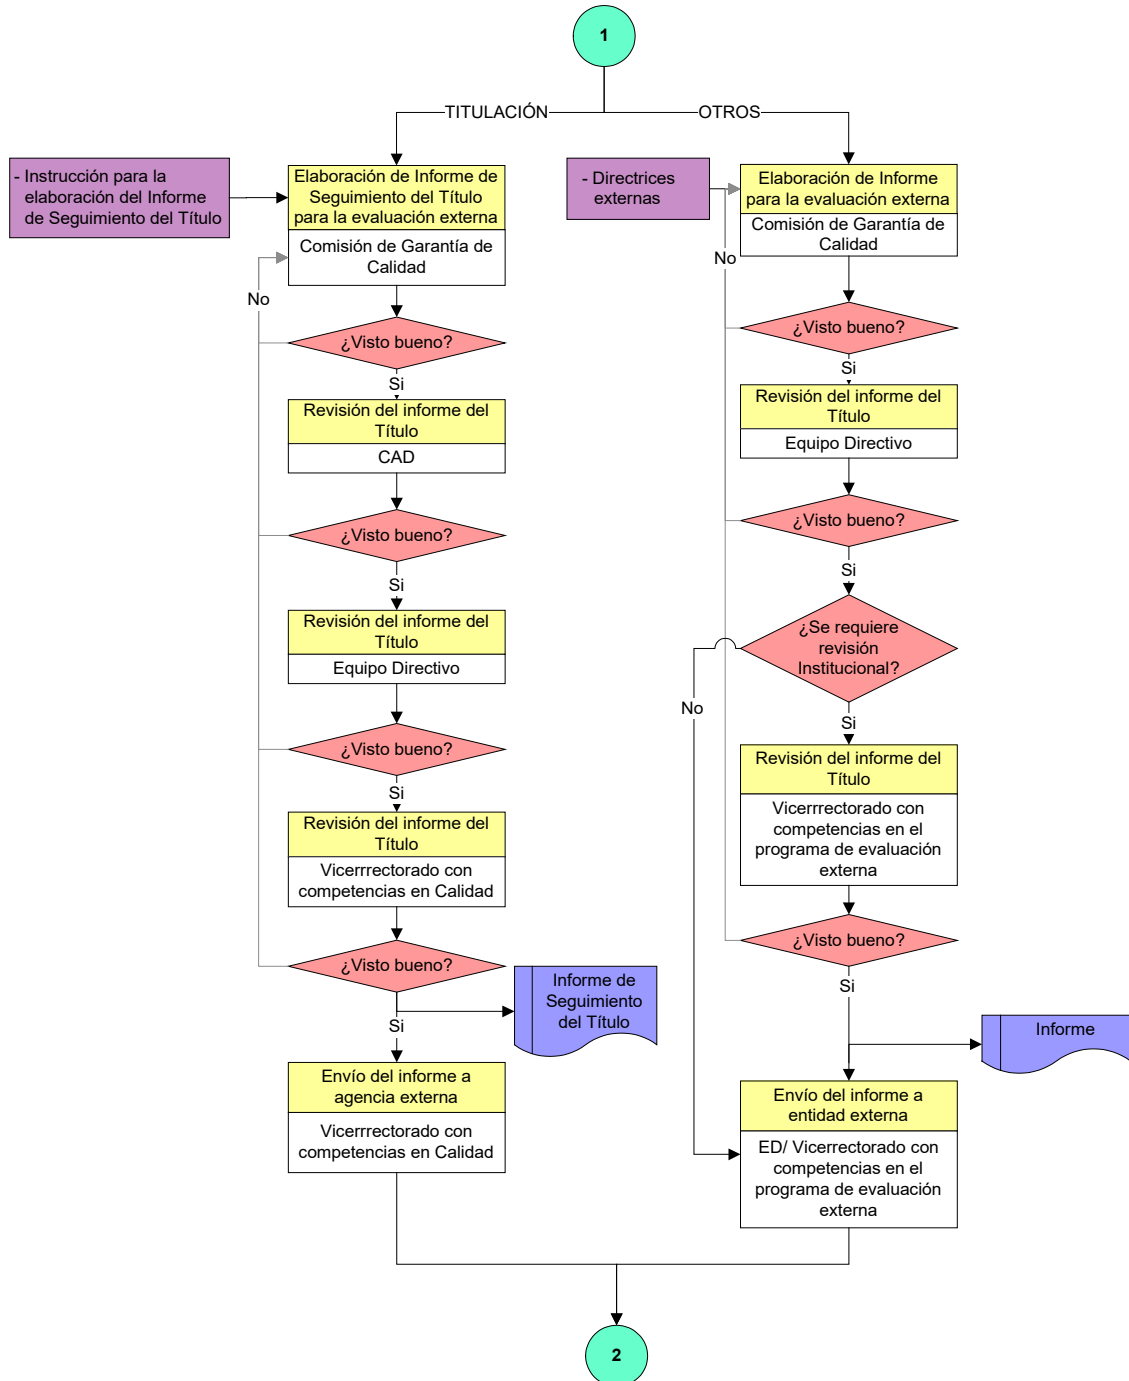 1
TITULACIÓN
OTROS
- Instrucción para la
elaboración del Informe
de Seguimiento del Título
Elaboración de Informe de
Seguimiento del Título
para la evaluación externa
Comisión de Garantía de
Calidad
No
¿Visto bueno?
Si
Revisión del informe del
Título
CAD
¿Visto bueno?
Si
Revisión del informe del
Título
Equipo Directivo
¿Visto bueno?
Si
Revisión del informe del
Título
Vicerrrectorado con
competencias en Calidad
¿Visto bueno?
Informe de
Seguimiento
del Título
Si
Envío del informe a
agencia externa
Vicerrrectorado con
competencias en Calidad
- Directrices
externas
Elaboración de Informe
para la evaluación externa
Comisión de Garantía de
Calidad
No
¿Visto bueno?
Si
Revisión del informe del
Título
Equipo Directivo
¿Visto bueno?
Si
¿Se requiere
revisión
Institucional?
No
Si
Revisión del informe del
Título
Vicerrrectorado con
competencias en el
programa de evaluación
externa
¿Visto bueno?
Si
Informe
Envío del informe a
entidad externa
ED/ Vicerrectorado con
competencias en el
programa de evaluación
externa
2